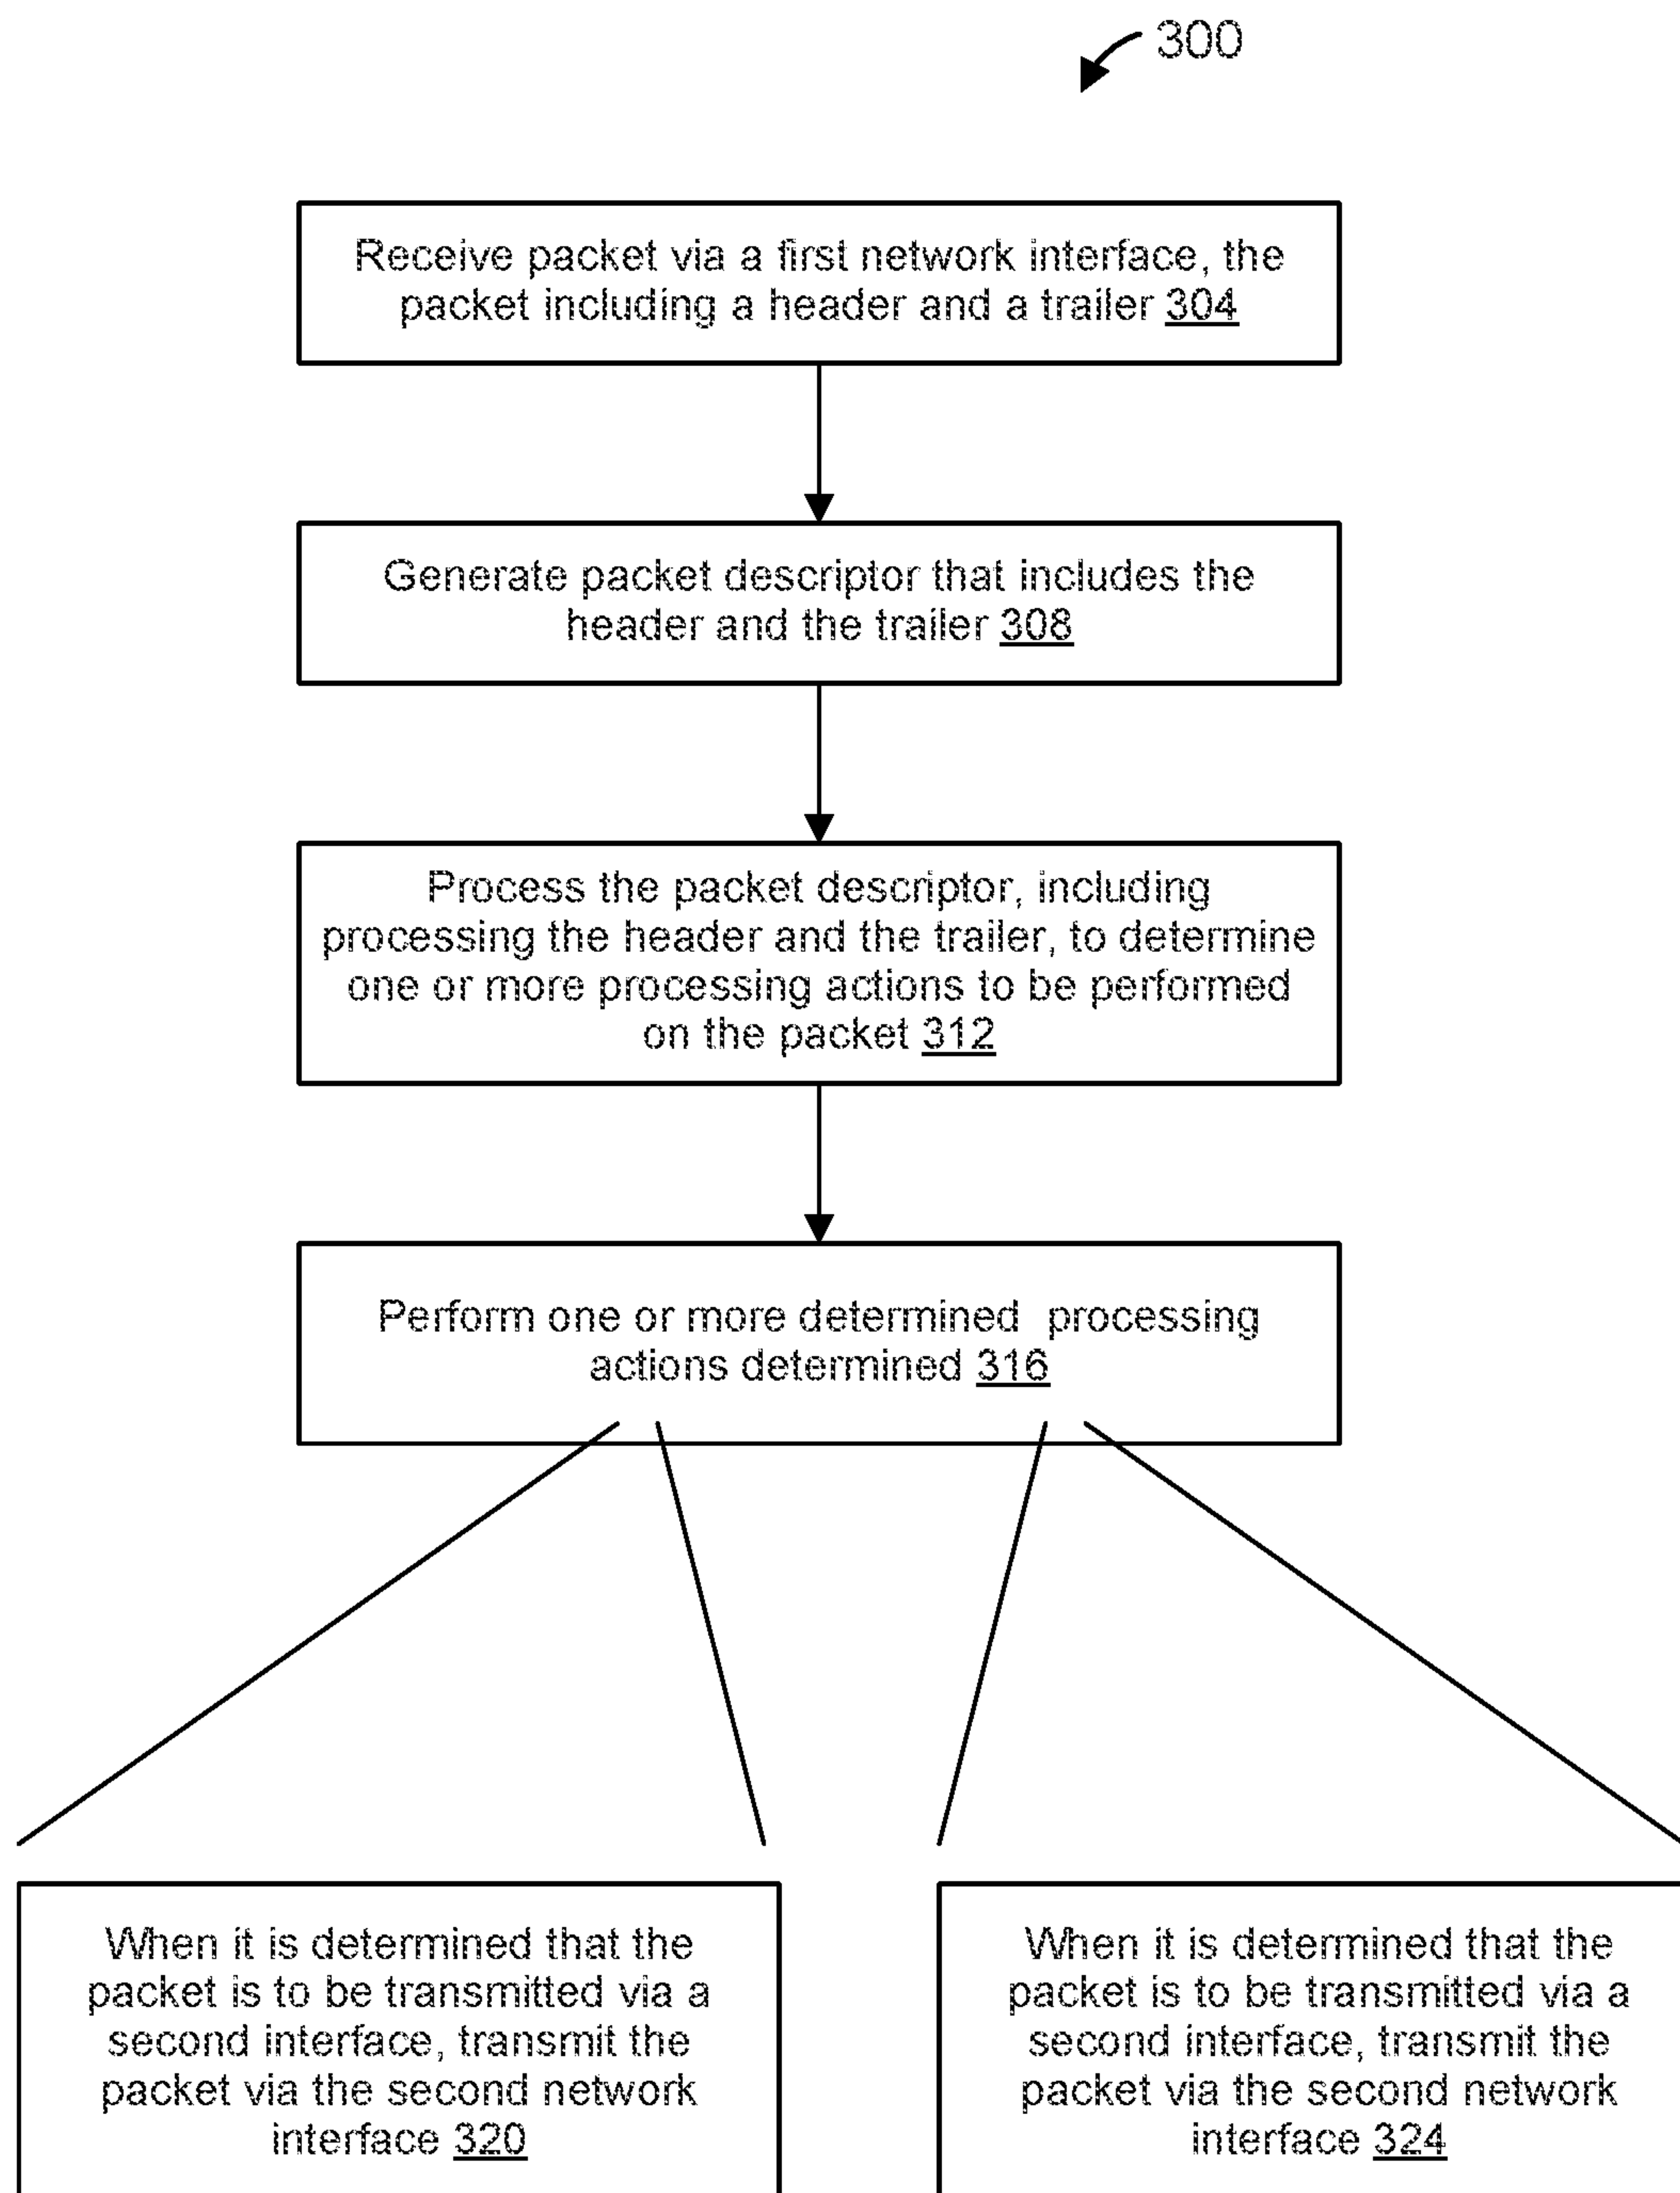 300
Receive packet via a first network interface, the
packet including a header and a trailer 304
Generate packet descriptor that includes the
header and the trailer 308
Process the packet descriptor, including
processing the header and the trailer, to determine
one or more processing actions to be performed
on the packet 312
Perform one or more determined processing
actions determined 316
When it is determined that the
packet is to be transmitted via a
second interface, transmit the
packet via the second network
interface 320
When it is determined that the
packet is to be transmitted via a
second interface, transmit the
packet via the second network
interface 324